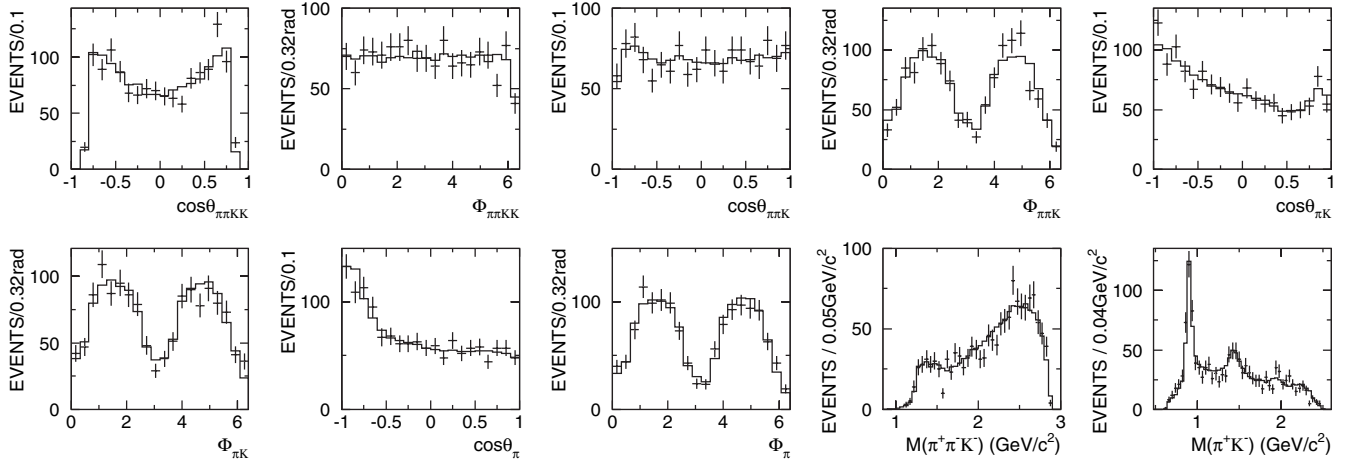 EVENTS/0.1
100
50
0
-1 -0.5 0 0.5 1
cosθππKK
EVENTS/0.32rad
100
75
50
25
0
0 2 4 6
ΦππKK
EVENTS/0.1
100
75
50
25
0
-1 -0.5 0 0.5 1
cosθππKK
EVENTS/0.32rad
100
50
0
0 2 4 6
ΦππK
EVENTS/0.1
100
50
0
-1 -0.5 0 0.5 1
cosθπK
EVENTS/0.32rad
100
50
0
0 2 4 6
ΦπK
EVENTS/0.1
100
0
-1 -0.5 0 0.5 1
cosθπ
EVENTS/0.32rad
100
0
0 2 4 6
Φπ
EVENTS / 0.05GeV/c²
100
50
0
1 2 3
M(π⁺π⁻K⁻) (GeV/c²)
EVENTS / 0.04GeV/c²
100
50
0
1 2
M(π⁺K⁻) (GeV/c²)